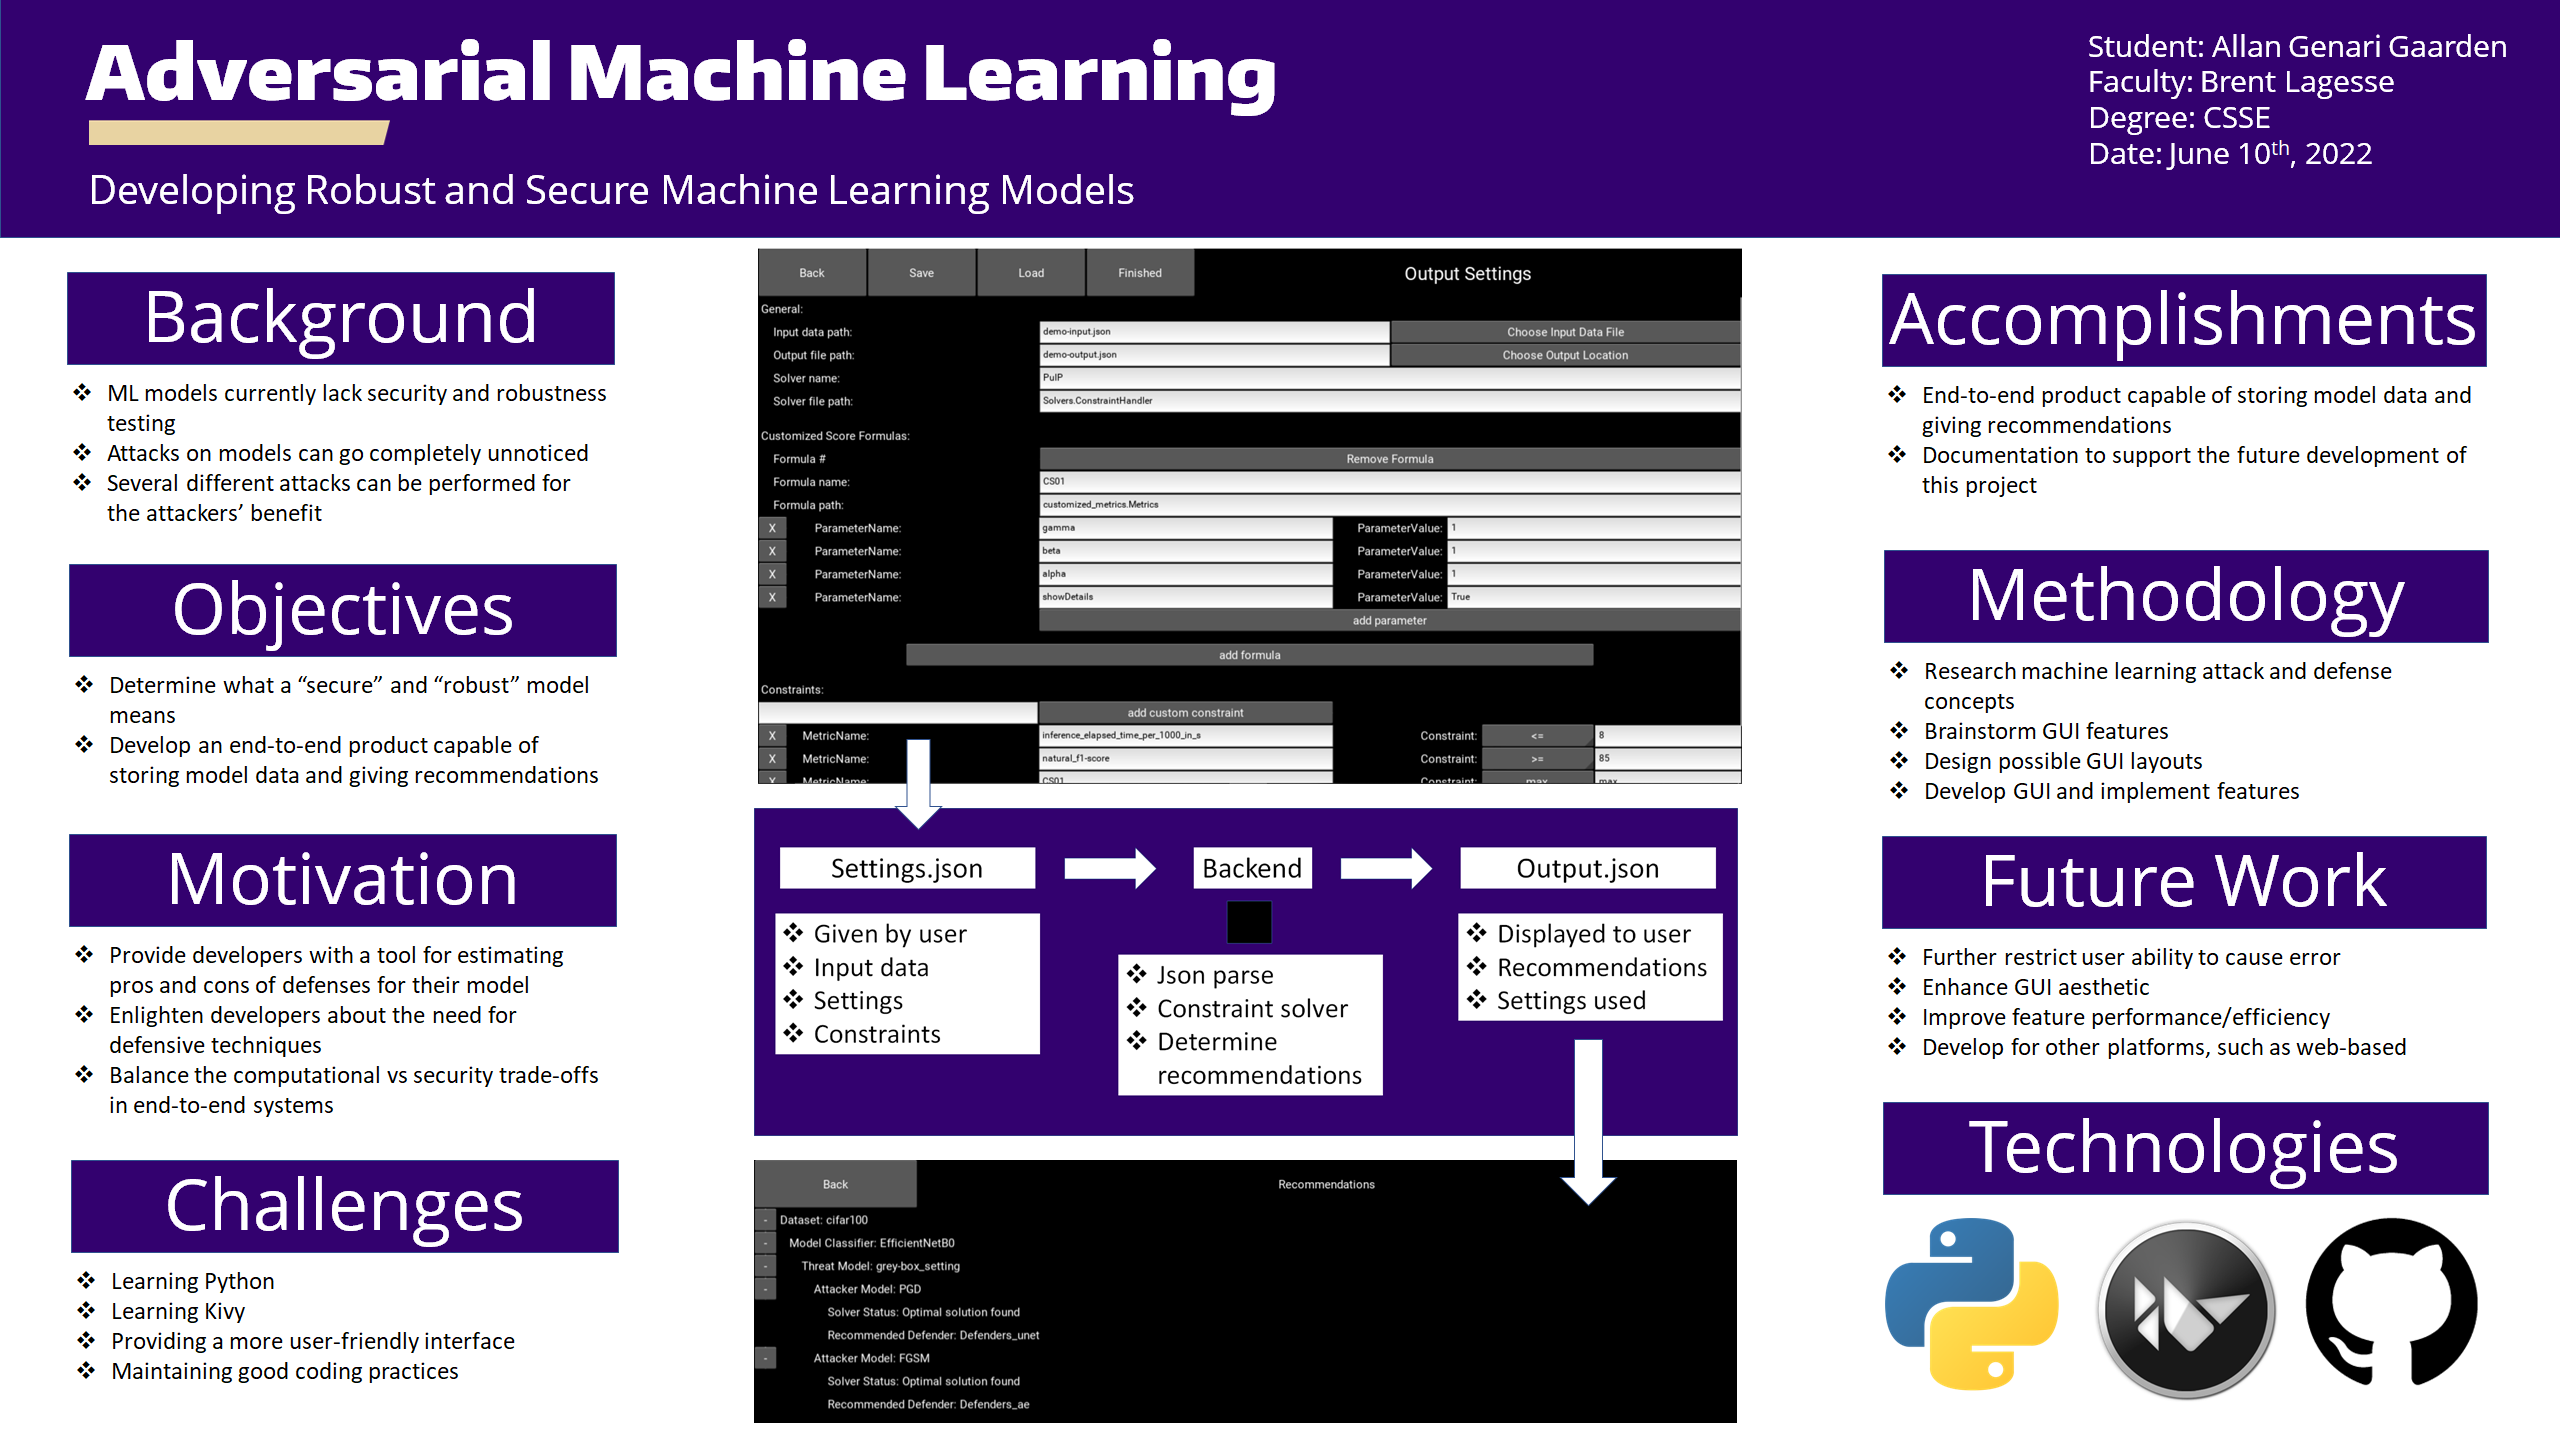 Adversarial Machine Learning
Developing Robust and Secure Machine Learning Models
Student: Allan Genari Gaarden
Faculty: Brent Lagesse
Degree: CSSE
Date: June 10th, 2022
Background
❖ ML models currently lack security and robustness
testing
❖ Attacks on models can go completely unnoticed
❖ Several different attacks can be performed for
the attackers’ benefit
Objectives
❖ Determine what a “secure” and “robust” model
means
❖ Develop an end-to-end product capable of
storing model data and giving recommendations
Motivation
❖ Provide developers with a tool for estimating
pros and cons of defenses for their model
❖ Enlighten developers about the need for
defensive techniques
❖ Balance the computational vs security trade-offs
in end-to-end systems
Challenges
❖ Learning Python
❖ Learning Kivy
❖ Providing a more user-friendly interface
❖ Maintaining good coding practices
Back Save Load Finished Output Settings
General:
Input data path: demo-input.json Choose Input Data File
Output file path: demo-output.json Choose Output Location
Solver name: PulP
Solver file path: Solvers.ConstraintHandler
Customized Score Formulas:
Formula # Remove Formula
Formula name: CS01
Formula path: customized_metrics.Metrics
X ParameterName: gamma ParameterValue: 1
X ParameterName: beta ParameterValue: 1
X ParameterName: alpha ParameterValue: 1
X ParameterName: showDetails ParameterValue: True
add parameter
add formula
Constraints:
add custom constraint
X MetricName: inference_elapsed_time_per_1000_in_s Constraint: <= 8
X MetricName: natural_f1-score Constraint: >= 85
X MetricName: CS01 Constraint: max max
Settings.json
❖ Given by user
❖ Input data
❖ Settings
❖ Constraints
Backend
❖ Json parse
❖ Constraint solver
❖ Determine
recommendations
Output.json
❖ Displayed to user
❖ Recommendations
❖ Settings used
Back Recommendations
- Dataset: cifar100
- Model Classifier: EfficientNetB0
- Threat Model: grey-box_setting
- Attacker Model: PGD
Solver Status: Optimal solution found
Recommended Defender: Defenders_unet
- Attacker Model: FGSM
Solver Status: Optimal solution found
Recommended Defender: Defenders_ae
Accomplishments
❖ End-to-end product capable of storing model data and
giving recommendations
❖ Documentation to support the future development of
this project
Methodology
❖ Research machine learning attack and defense
concepts
❖ Brainstorm GUI features
❖ Design possible GUI layouts
❖ Develop GUI and implement features
Future Work
❖ Further restrict user ability to cause error
❖ Enhance GUI aesthetic
❖ Improve feature performance/efficiency
❖ Develop for other platforms, such as web-based
Technologies